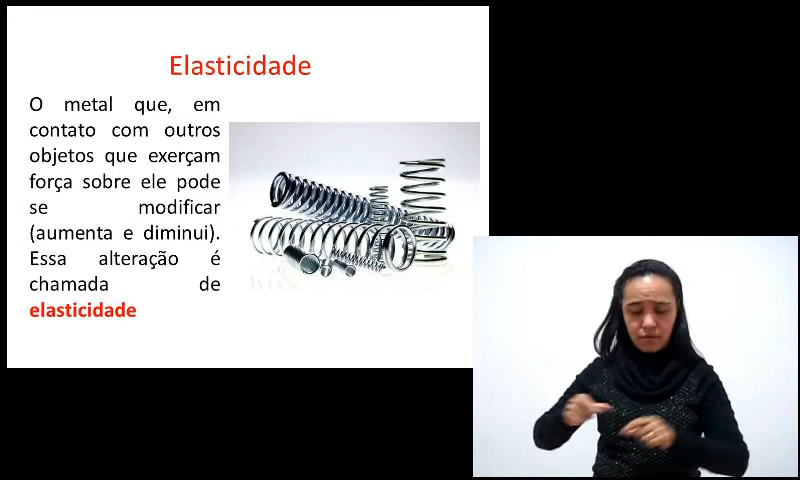 Elasticidade
O metal que, em
contato com outros
objetos que exerçam
força sobre ele pode
se modificar
(aumenta e diminui).
Essa alteração é
chamada de
elasticidade